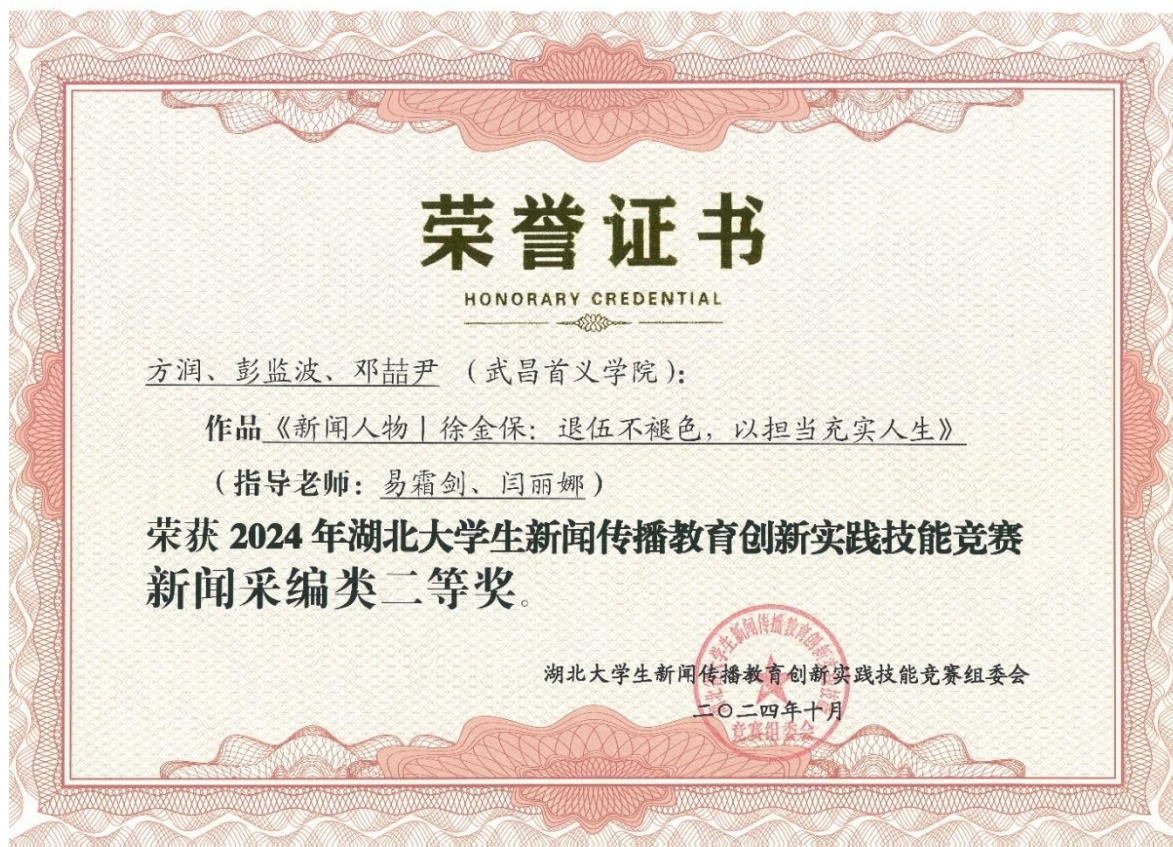 荣誉证书
HONORARY CREDENTIAL
方润、彭监波、邓喆尹 (武昌首义学院):
作品《新闻人物|徐金保:退伍不褪色,以担当充实人生》
(指导老师:易霜剑、闫丽娜)
荣获 2024 年湖北大学生新闻传播教育创新实践技能竞赛
新闻采编类二等奖。
湖北大学生新闻传播教育创新实践技能竞赛组委会
二〇二四年十月
竞赛组委会